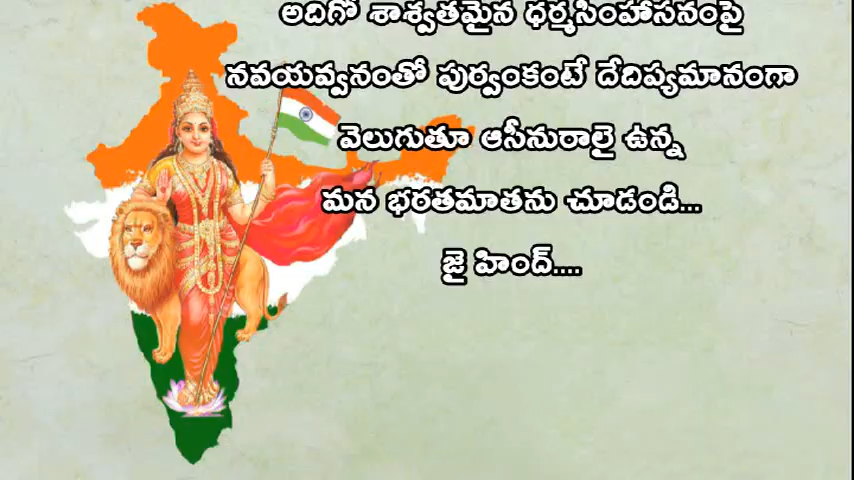 అదిగో శాశ్వతమైన ధర్మసింహాసనంపై
నవయవ్వనంతో పుర్వంకంటే దేదిప్యమానంగా
వెలుగుతూ ఆసీనురాలై ఉన్న
మన భరతమాతను చూడండి...
జై హింద్....